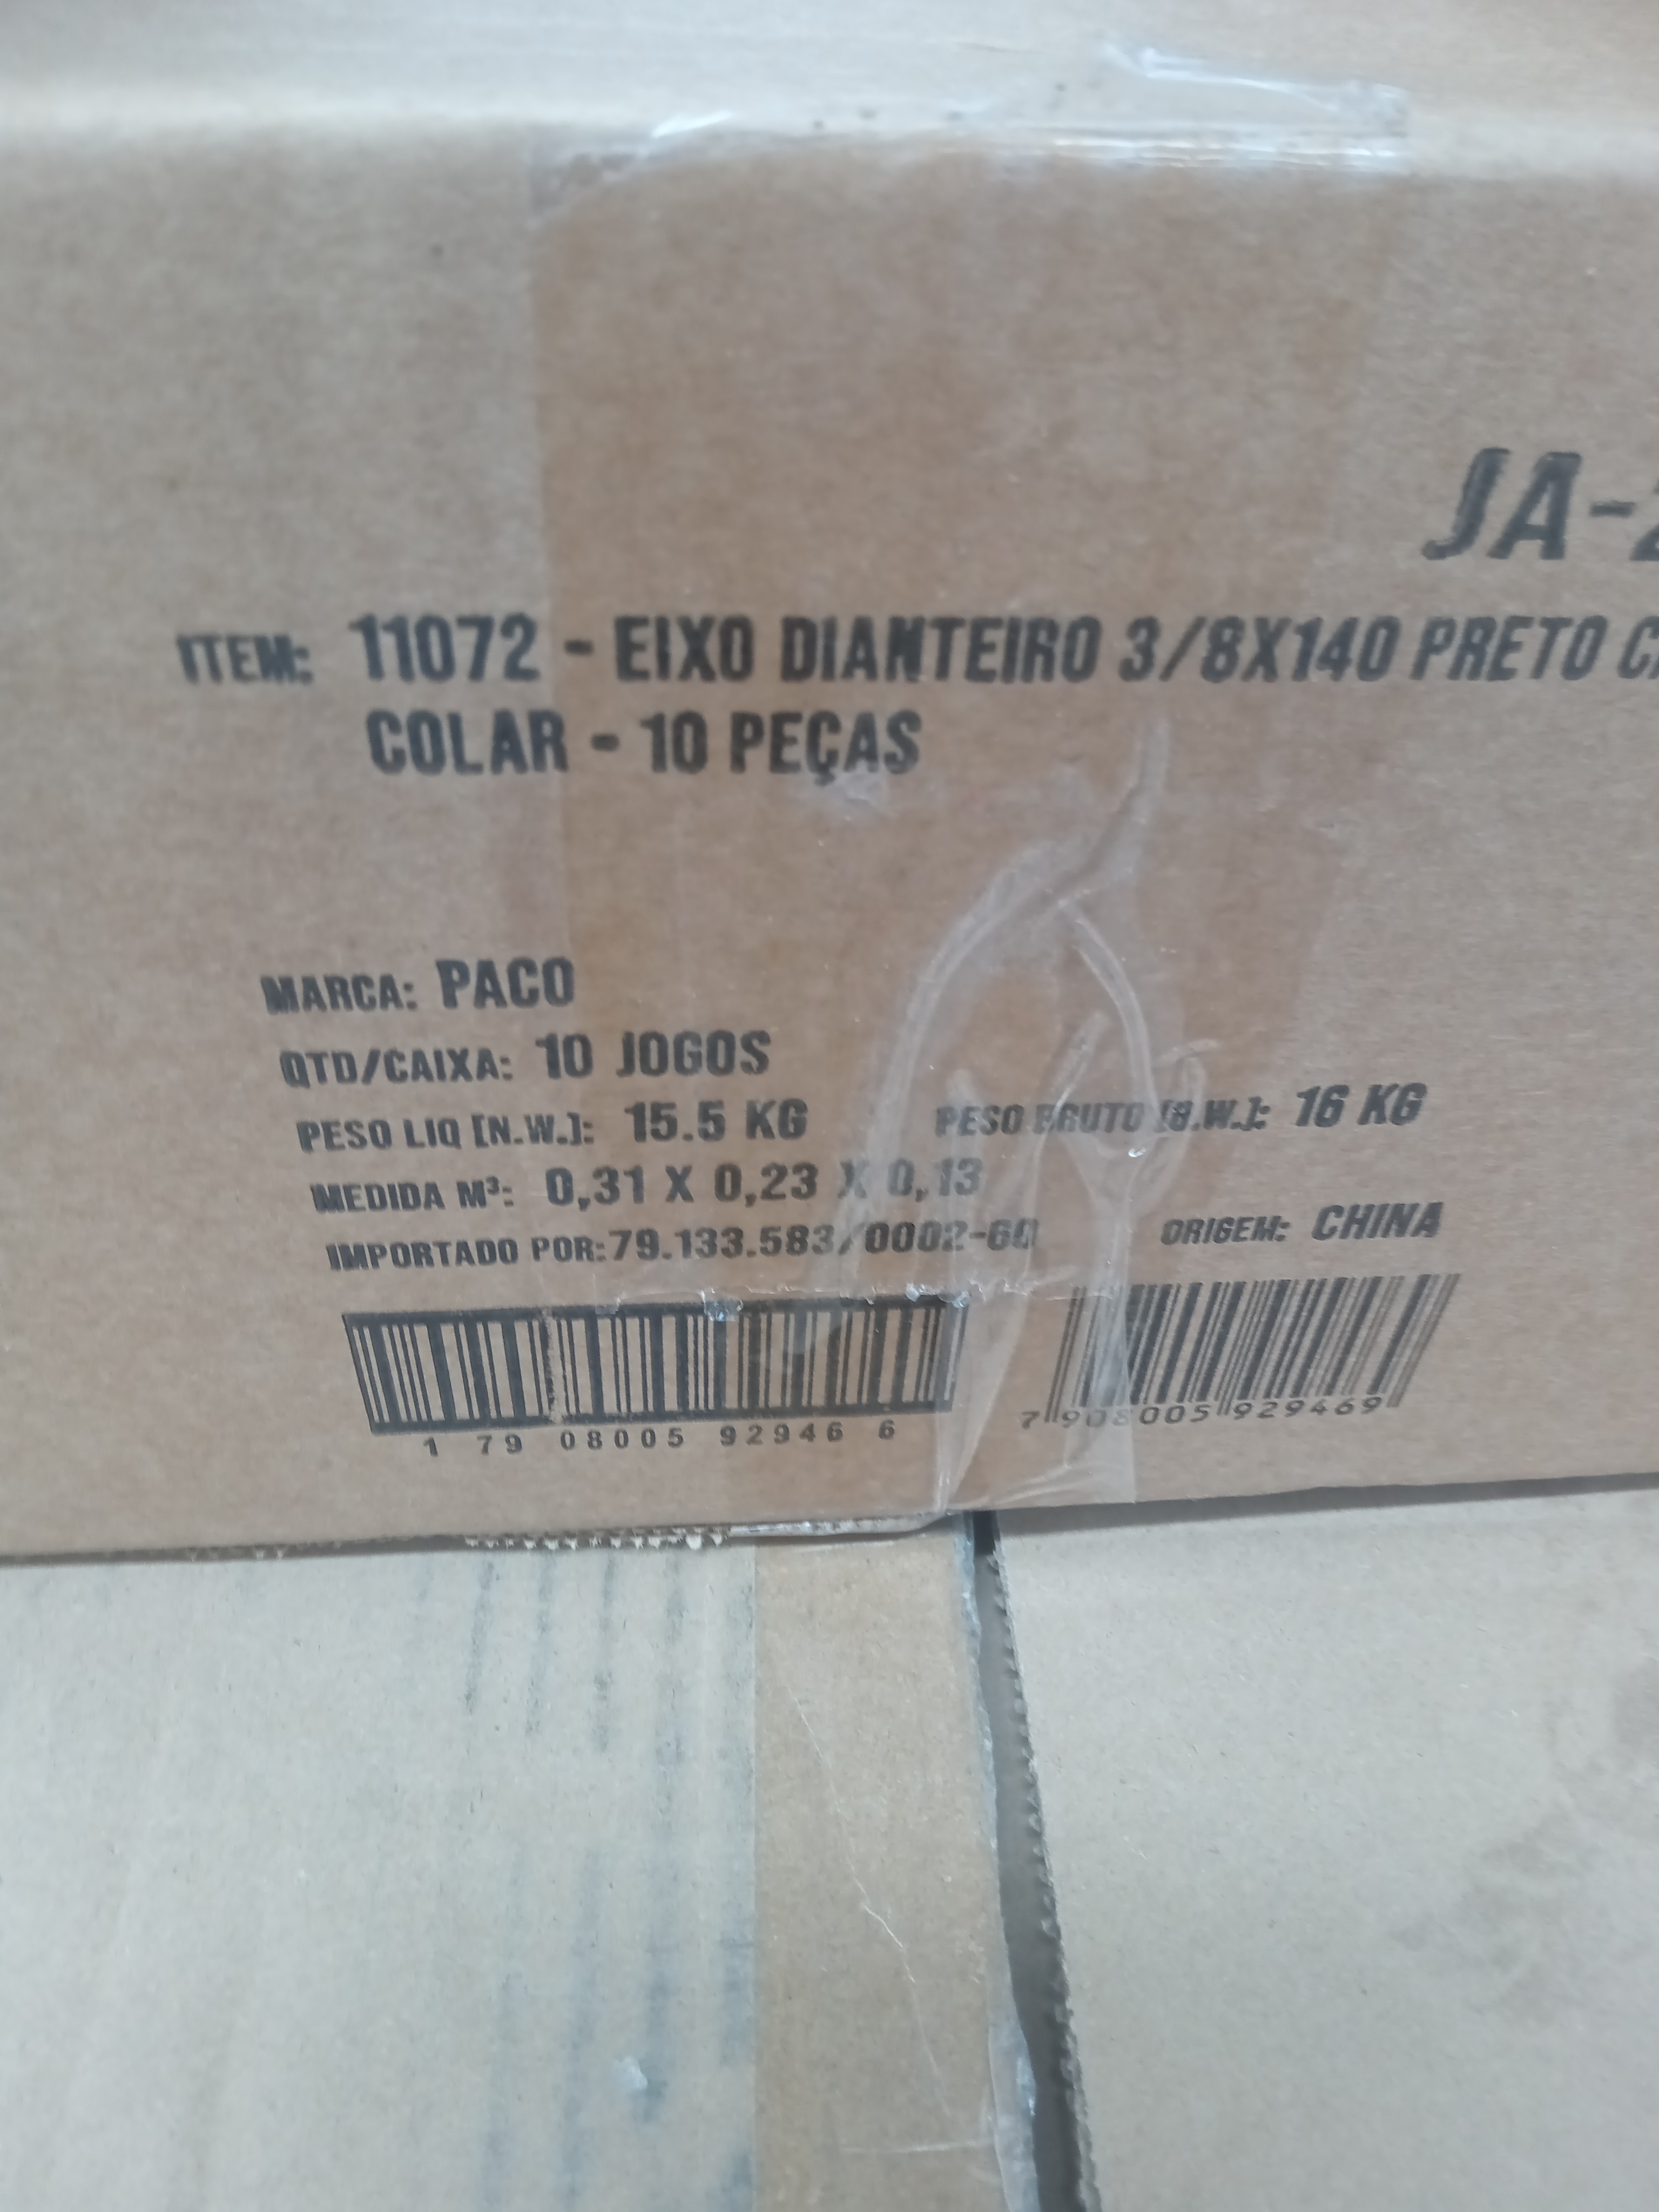 JA-2
ITEM: 11072 - EIXO DIANTEIRO 3/8X140 PRETO
COLAR - 10 PEÇAS
MARCA: PACO
QTD/CAIXA: 10 JOGOS
PESO LIQ [N.W.]: 15.5 KG PESO BRUTO [G.W.]: 16 KG
MEDIDA M³: 0,31 X 0,23 X 0,13
IMPORTADO POR: 79.133.583/0002-60 ORIGEM: CHINA
1 79 08005 92946 6
7 908005 929469